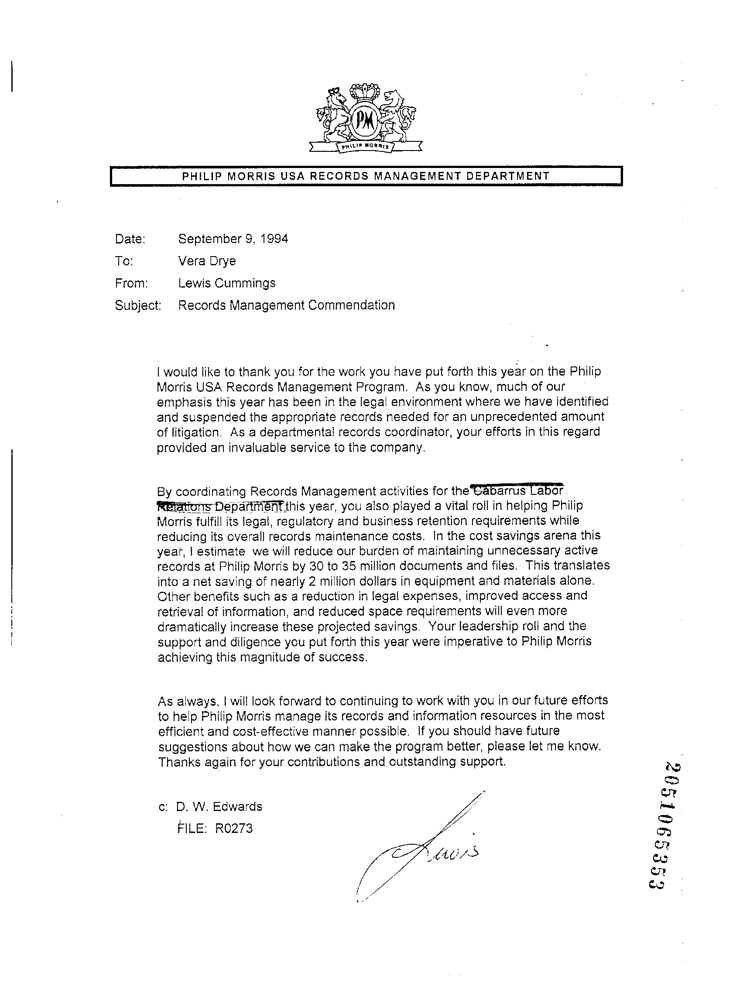 PM
PHILIP MORRIS
PHILIP MORRIS USA RECORDS MANAGEMENT DEPARTMENT
Date: September 9, 1994
To: Vera Drye
From: Lewis Cummings
Subject: Records Management Commendation
I would like to thank you for the work you have put forth this year on the Philip
Morris USA Records Management Program. As you know, much of our
emphasis this year has been in the legal environment where we have identified
and suspended the appropriate records needed for an unprecedented amount
of litigation. As a departmental records coordinator, your efforts in this regard
provided an invaluable service to the company.
By coordinating Records Management activities for the Cabarrus Labor
Relations Department this year, you also played a vital roll in helping Philip
Morris fulfill its legal, regulatory and business retention requirements while
reducing its overall records maintenance costs. In the cost savings arena this
year, I estimate we will reduce our burden of maintaining unnecessary active
records at Philip Morris by 30 to 35 million documents and files. This translates
into a net saving of nearly 2 million dollars in equipment and materials alone.
Other benefits such as a reduction in legal expenses, improved access and
retrieval of information, and reduced space requirements will even more
dramatically increase these projected savings. Your leadership roll and the
support and diligence you put forth this year were imperative to Philip Morris
achieving this magnitude of success.
As always, I will look forward to continuing to work with you in our future efforts
to help Philip Morris manage its records and information resources in the most
efficient and cost-effective manner possible. If you should have future
suggestions about how we can make the program better, please let me know.
Thanks again for your contributions and outstanding support.
c: D. W. Edwards
FILE: R0273
Lewis
2051065353